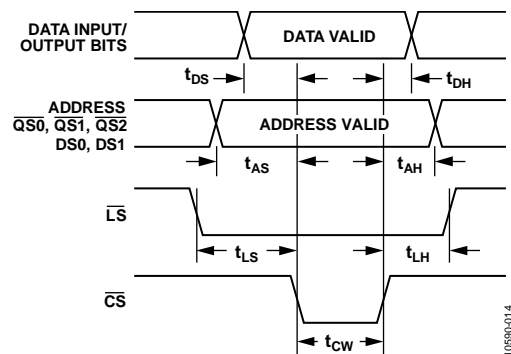 DATA INPUT/
OUTPUT BITS
DATA VALID
tDS
tDH
ADDRESS
QS0, QS1, QS2
DS0, DS1
ADDRESS VALID
tAS
tAH
LS
tLS
tLH
CS
tCW
10590-014